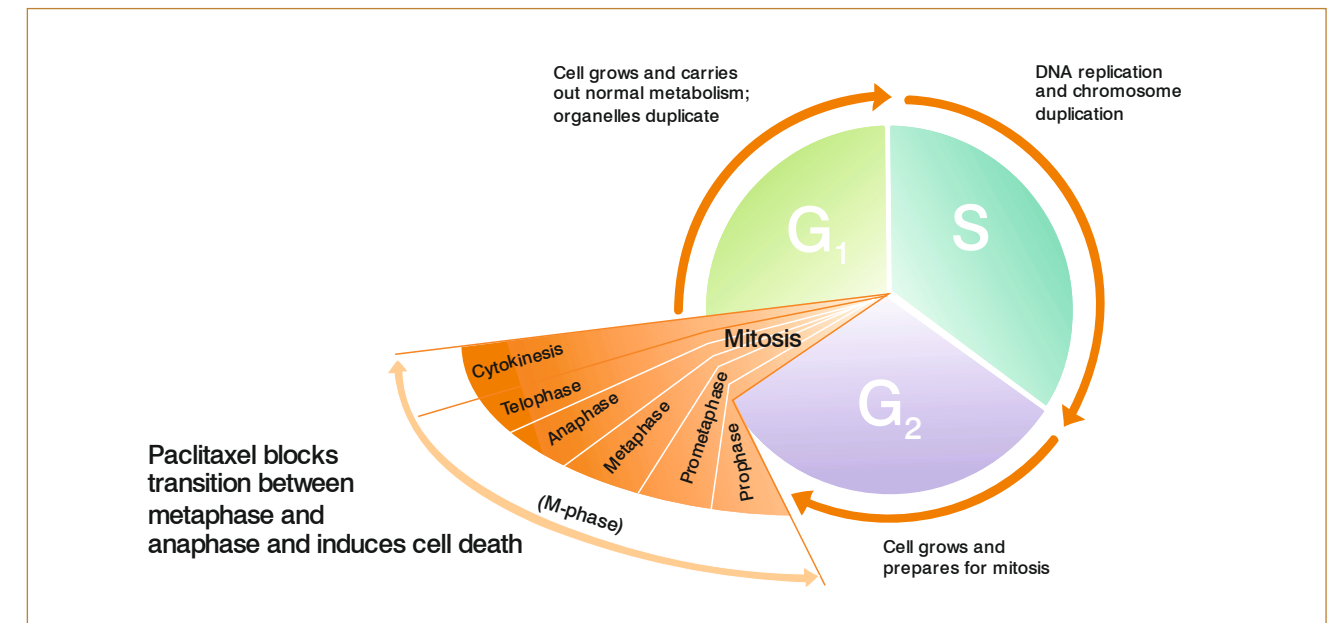 Cell grows and carries
out normal metabolism;
organelles duplicate
DNA replication
and chromosome
duplication
G1
S
G2
Mitosis
Cytokinesis
Telophase
Anaphase
Metaphase
Prometaphase
Prophase
(M-phase)
Paclitaxel blocks
transition between
metaphase and
anaphase and induces cell death
Cell grows and
prepares for mitosis